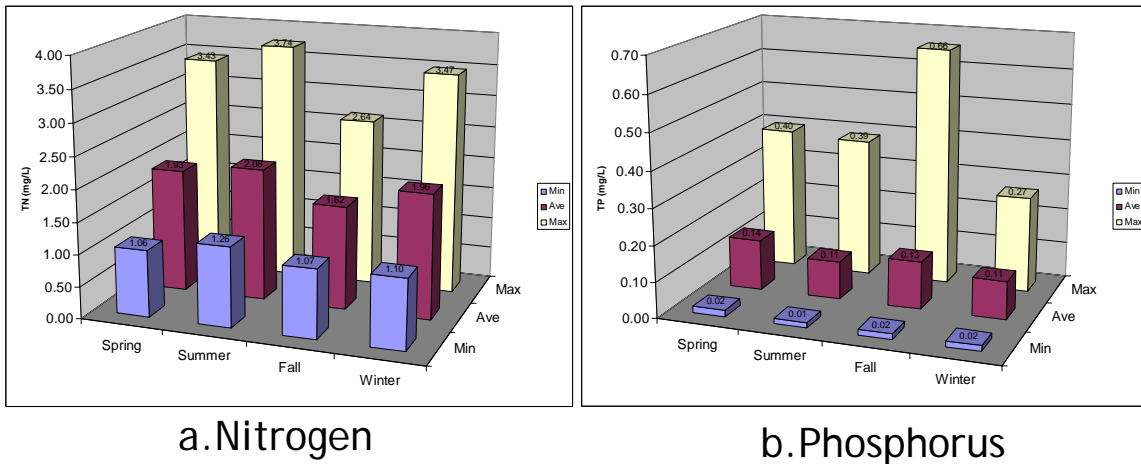 4.00
3.50
3.00
2.50
2.00
1.50
1.00
0.50
0.00
TN (mg/L)
3.43
3.74
2.64
3.47
1.93
2.08
1.62
1.96
1.06
1.26
1.07
1.10
Spring
Summer
Fall
Winter
Min
Ave
Max
Min
Ave
Max
a.Nitrogen
0.70
0.60
0.50
0.40
0.30
0.20
0.10
0.00
TP (mg/L)
0.40
0.39
0.66
0.27
0.14
0.11
0.13
0.11
0.02
0.01
0.02
0.02
Spring
Summer
Fall
Winter
Min
Ave
Max
Min
Ave
Max
b.Phosphorus